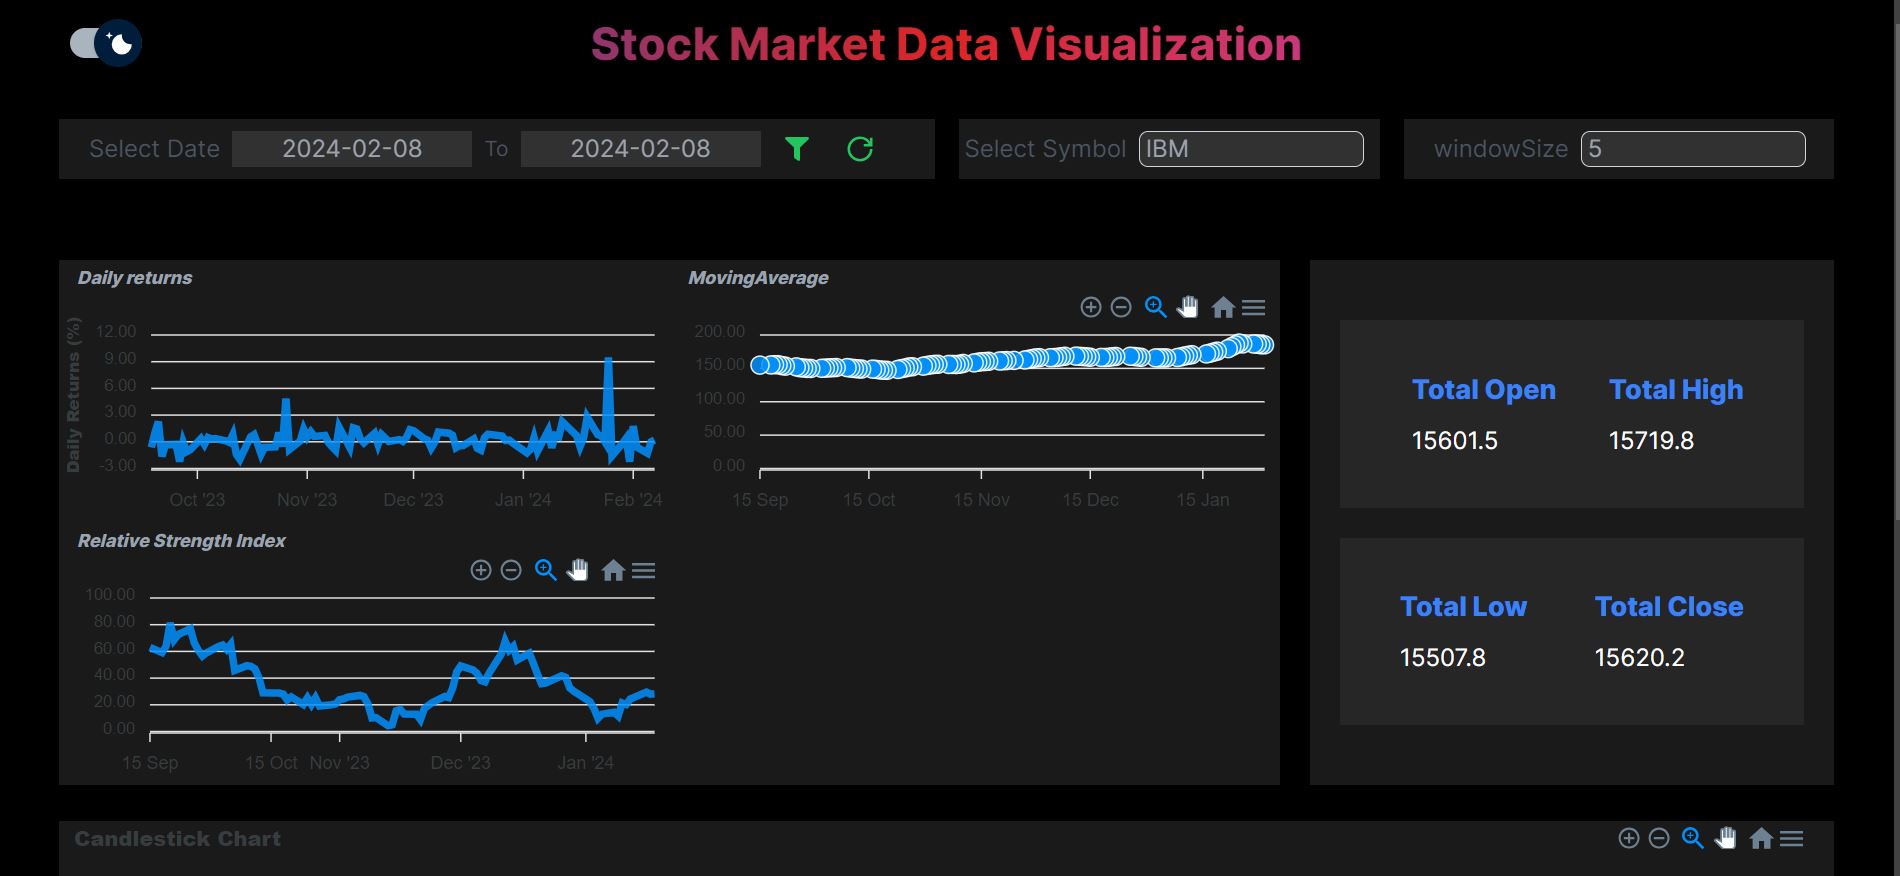 Stock Market Data Visualization
Select Date 2024-02-08 To 2024-02-08
Select Symbol IBM
windowSize 5
Daily returns
Daily Returns (%)
12.00
9.00
6.00
3.00
0.00
-3.00
Oct '23 Nov '23 Dec '23 Jan '24 Feb '24
MovingAverage
200.00
150.00
100.00
50.00
0.00
15 Sep 15 Oct 15 Nov 15 Dec 15 Jan
Relative Strength Index
100.00
80.00
60.00
40.00
20.00
0.00
15 Sep 15 Oct Nov '23 Dec '23 Jan '24
Total Open Total High
15601.5 15719.8
Total Low Total Close
15507.8 15620.2
Candlestick Chart